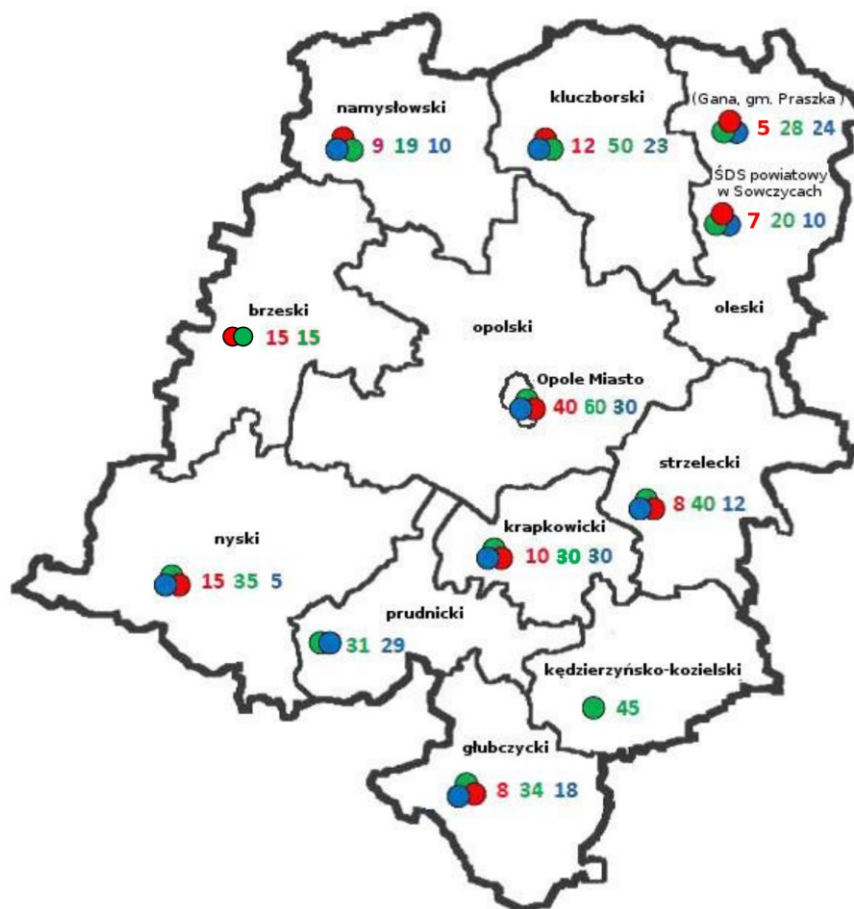 namysłowski
9 19 10
kluczborski
12 50 23
(Gana, gm. Praszka )
5 28 24
ŚDS powiatowy
w Sowczycach
7 20 10
oleski
brzeski
15 15
opolski
Opole Miasto
40 60 30
strzelecki
8 40 12
nyski
15 35 5
krapkowicki
10 30 30
prudnicki
31 29
kędzierzyńsko-kozielski
45
głubczycki
8 34 18